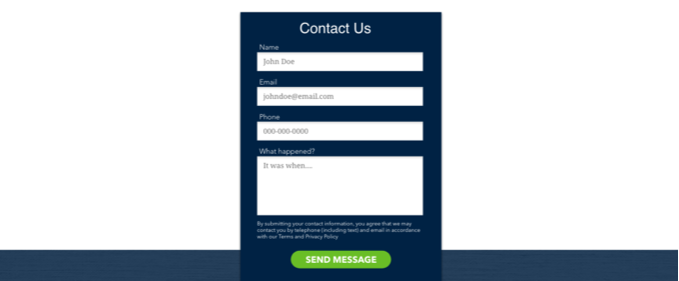 Contact Us
Name
John Doe
Email
johndoe@email.com
Phone
000-000-0000
What happened?
It was when...
By submitting your contact information, you agree that we may
contact you by telephone (including text) and email in accordance
with our Terms and Privacy Policy
SEND MESSAGE